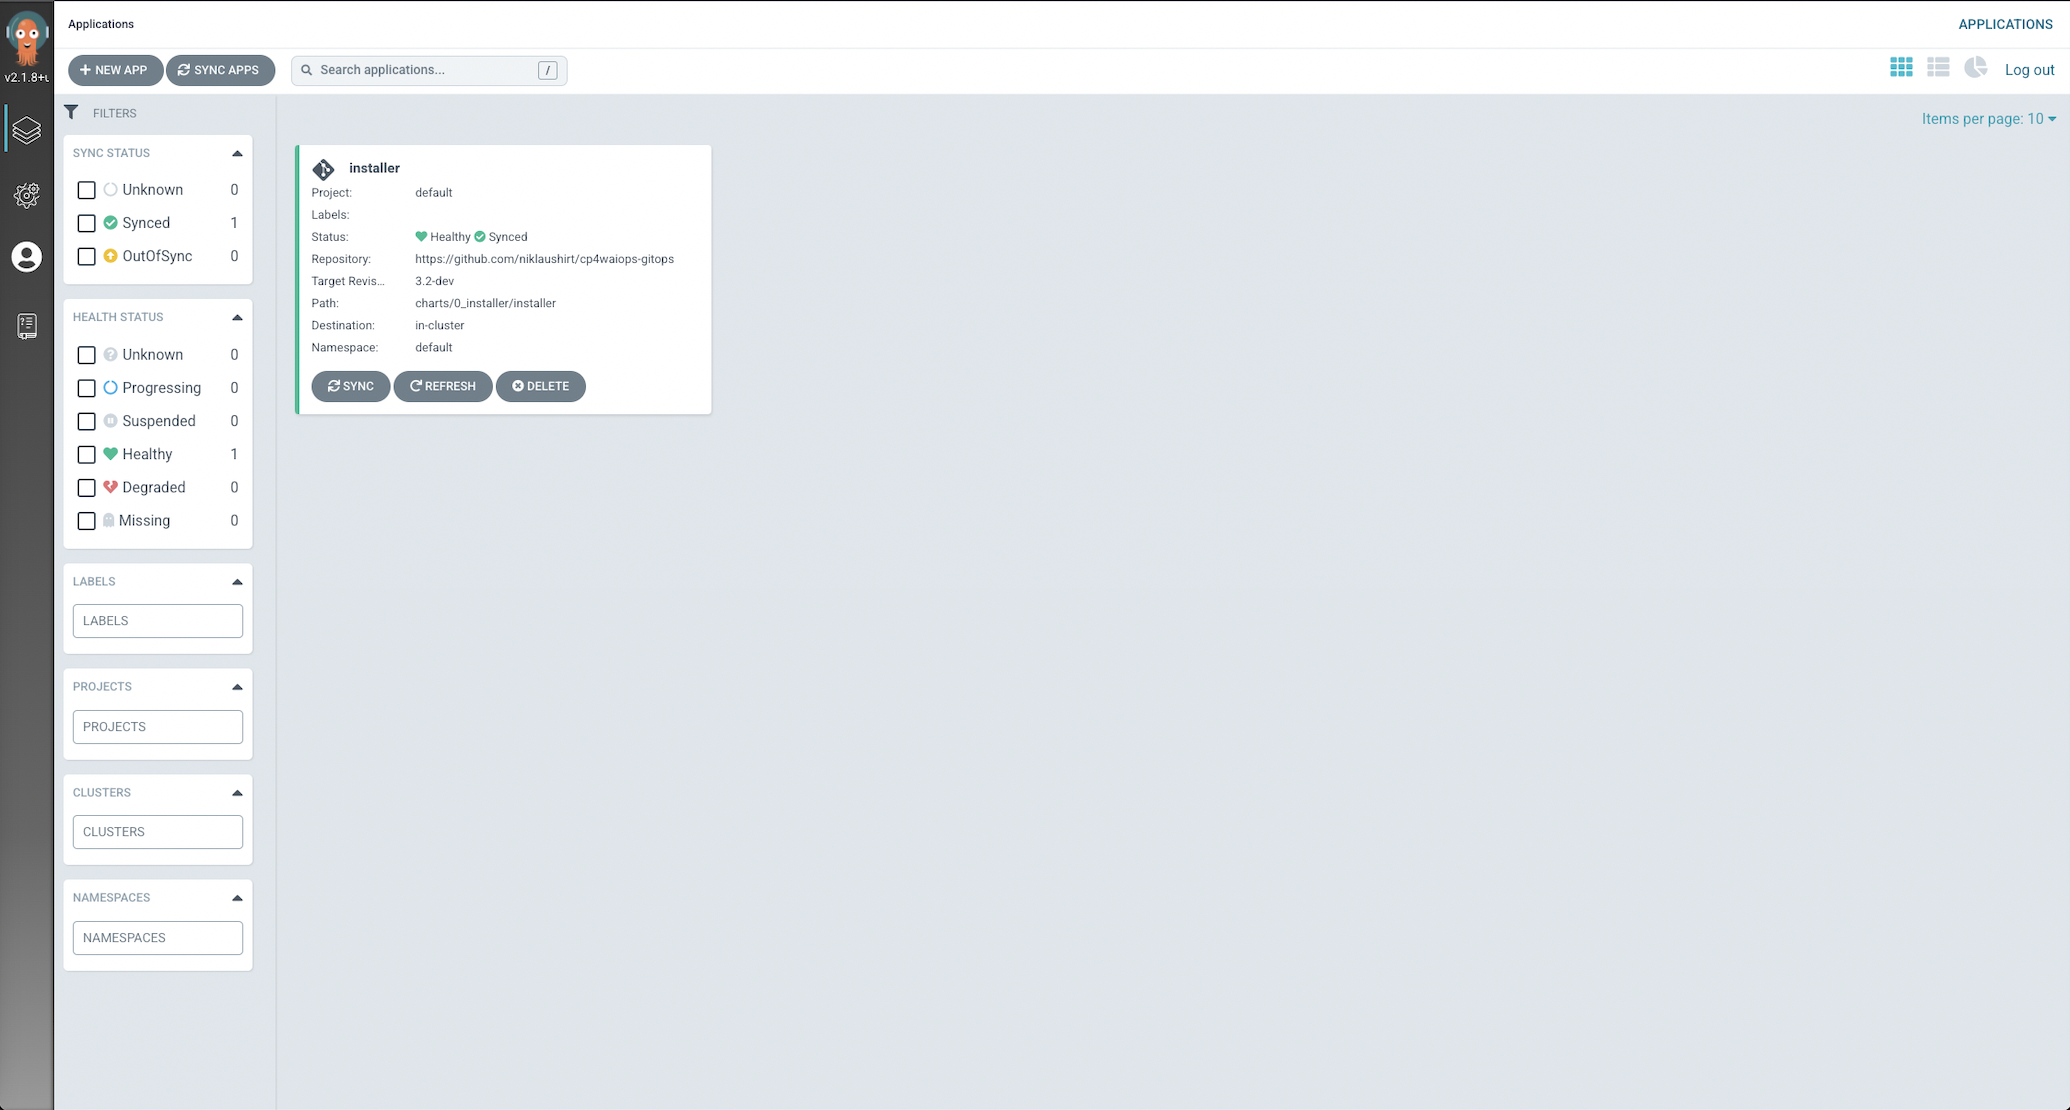 Applications
APPLICATIONS
v2.1.8+u
NEW APP
SYNC APPS
Search applications...
/
Log out
FILTERS
Items per page: 10
SYNC STATUS
Unknown 0
Synced 1
OutOfSync 0
HEALTH STATUS
Unknown 0
Progressing 0
Suspended 0
Healthy 1
Degraded 0
Missing 0
LABELS
LABELS
PROJECTS
PROJECTS
CLUSTERS
CLUSTERS
NAMESPACES
NAMESPACES
installer
Project: default
Labels:
Status: Healthy Synced
Repository: https://github.com/niklaushirt/cp4waiops-gitops
Target Revis... 3.2-dev
Path: charts/0_installer/installer
Destination: in-cluster
Namespace: default
SYNC
REFRESH
DELETE